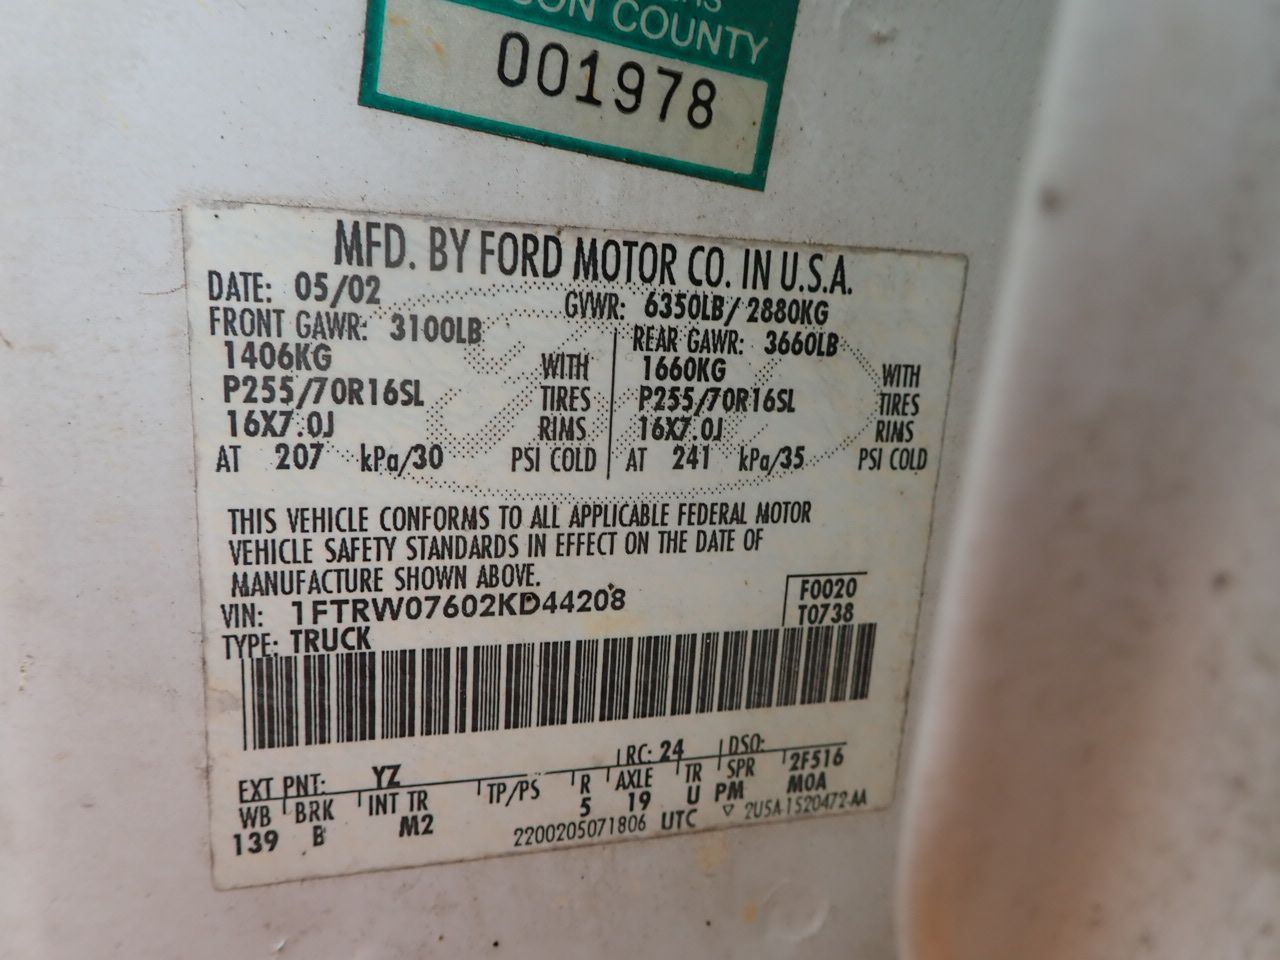 ON COUNTY
001978
MFD. BY FORD MOTOR CO. IN U.S.A.
DATE: 05/02 GVWR: 6350LB/ 2880KG
FRONT GAWR: 3100LB REAR GAWR: 3660LB
1406KG WITH 1660KG WITH
P255/70R16SL TIRES P255/70R16SL TIRES
16X7.0J RIMS 16X7.0J RIMS
AT 207 kPa/30 PSI COLD AT 241 kPa/35 PSI COLD
THIS VEHICLE CONFORMS TO ALL APPLICABLE FEDERAL MOTOR
VEHICLE SAFETY STANDARDS IN EFFECT ON THE DATE OF
MANUFACTURE SHOWN ABOVE.
VIN: 1FTRW07602KD44208 F0020
TYPE: TRUCK T0738
EXT PNT: YZ RC: 24 DSO: 2F516
WB BRK INT TR TP/PS R AXLE TR SPR M0A
139 B M2 5 19 U PM
2200205071806 UTC ▽ 2U5A-1520472-AA